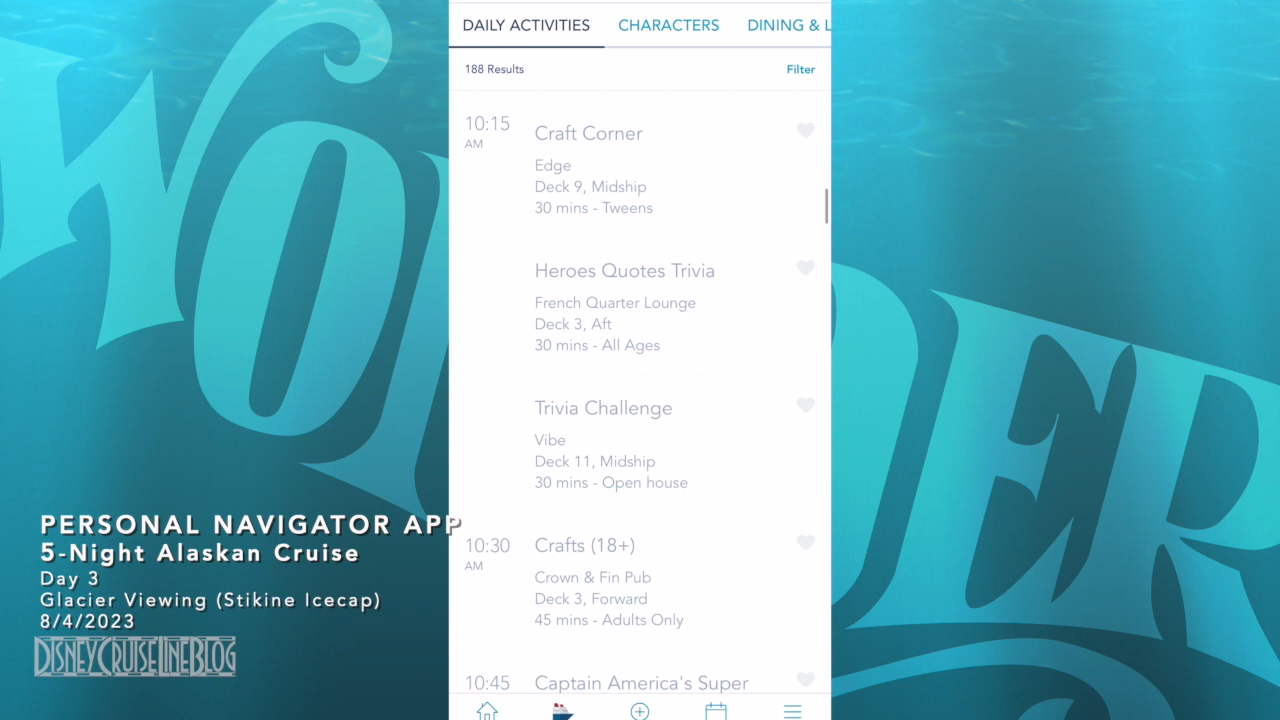 WONDER
DAILY ACTIVITIES
CHARACTERS
DINING & L
188 Results
Filter
10:15
AM
Craft Corner
Edge
Deck 9, Midship
30 mins - Tweens
Heroes Quotes Trivia
French Quarter Lounge
Deck 3, Aft
30 mins - All Ages
Trivia Challenge
Vibe
Deck 11, Midship
30 mins - Open house
10:30
AM
Crafts (18+)
Crown & Fin Pub
Deck 3, Forward
45 mins - Adults Only
10:45
Captain America's Super
PERSONAL NAVIGATOR APP
5-Night Alaskan Cruise
Day 3
Glacier Viewing (Stikine Icecap)
8/4/2023
DISNEYCRUISELINEBLOG